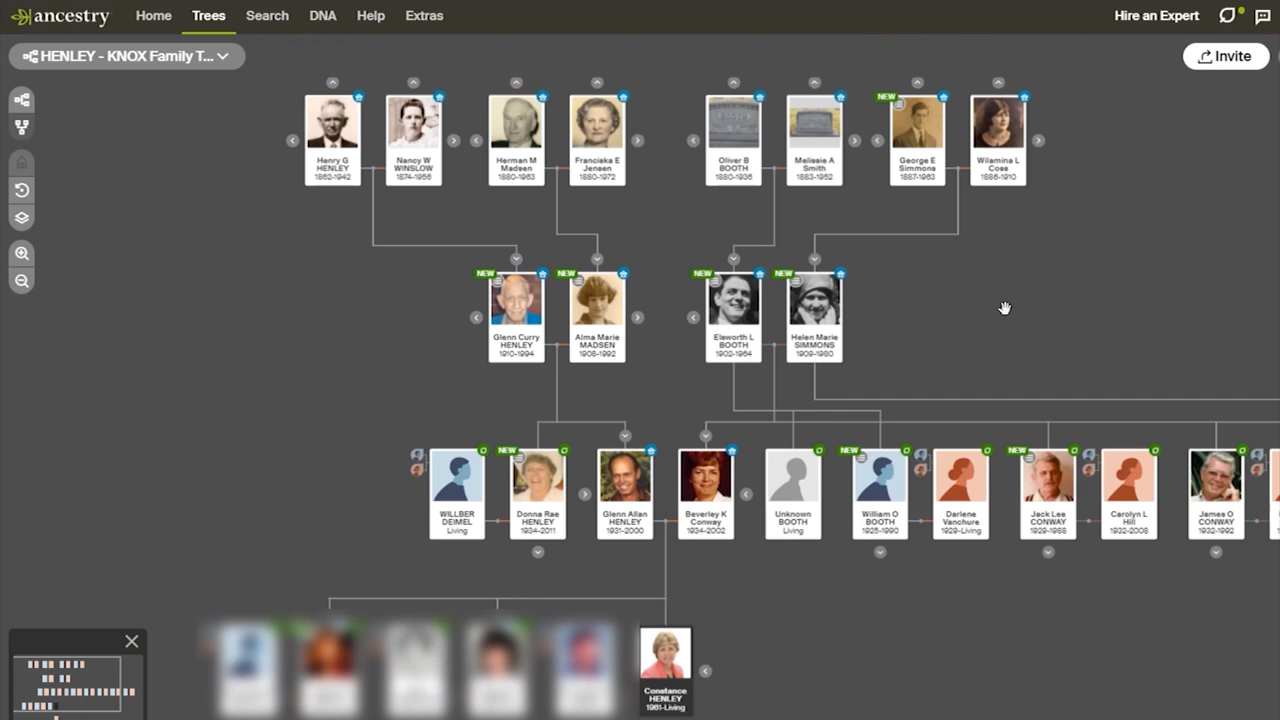 ancestry
Home
Trees
Search
DNA
Help
Extras
Hire an Expert
HENLEY - KNOX Family T...
Invite
NEW
Henry G
HENLEY
1862-1942
Nancy W
WINSLOW
1874-1956
Herman M
Madsen
1880-1963
Francieka E
Jensen
1880-1972
Oliver B
BOOTH
1880-1936
Melissie A
Smith
1883-1952
George E
Simmons
1887-1963
Wilamina L
Coss
1886-1910
NEW
NEW
NEW
NEW
Glenn Curry
HENLEY
1910-1994
Alma Marie
MADSEN
1908-1992
Elsworth L
BOOTH
1902-1964
Helen Marie
SIMMONS
1909-1980
NEW
NEW
NEW
WILLBER
DEIMEL
Living
Donna Rae
HENLEY
1934-2011
Glenn Allan
HENLEY
1931-2000
Beverley K
Conway
1934-2002
Unknown
BOOTH
Living
William O
BOOTH
1925-1990
Darlene
Vanchure
1929-Living
Jack Lee
CONWAY
1929-1988
Carolyn L
Hill
1932-2008
James O
CONWAY
1932-1992
Constance
HENLEY
1961-Living